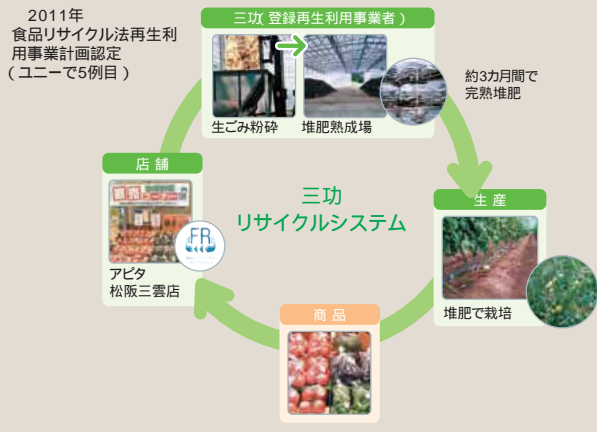 2011年
食品リサイクル法再生利
用事業計画認定
(ユニーで5例目)
三功(登録再生利用事業者)
生ごみ粉砕
堆肥熟成場
約3カ月間で
完熟堆肥
店舗
FR
アピタ
松阪三雲店
三功
リサイクルシステム
生産
堆肥で栽培
商品